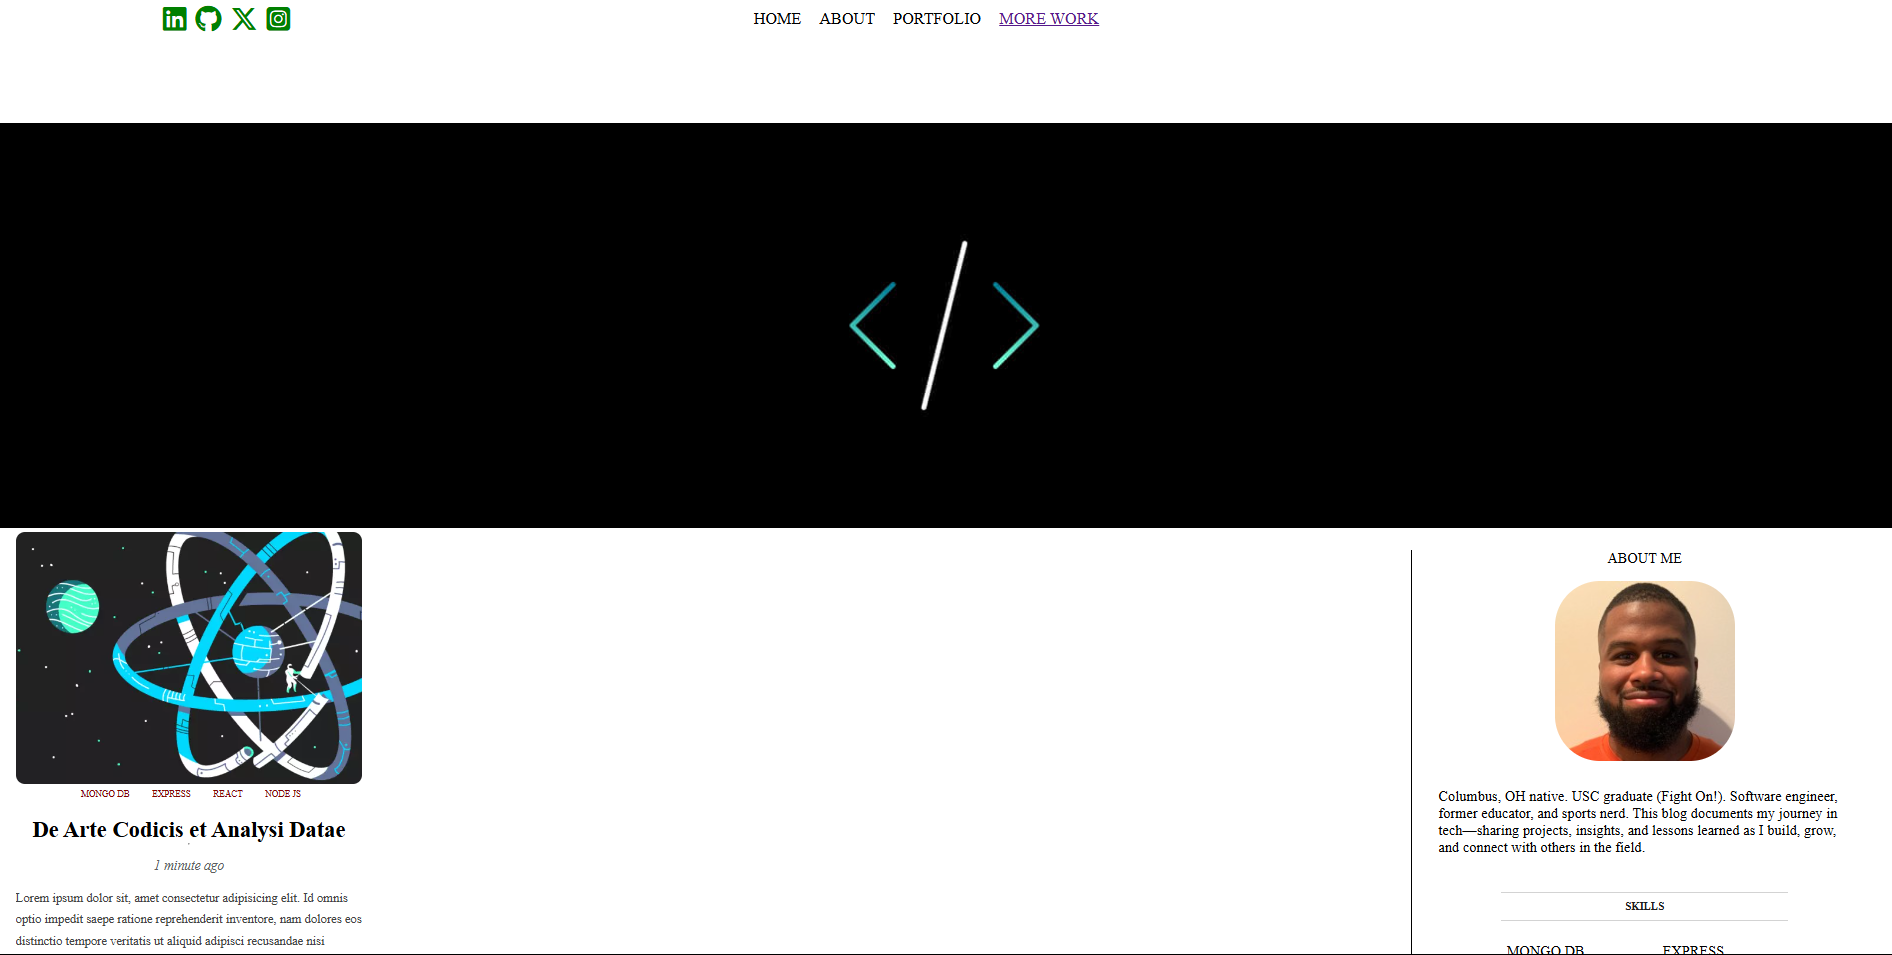 HOME ABOUT PORTFOLIO MORE WORK
MONGO DB EXPRESS REACT NODE JS
De Arte Codicis et Analysi Datae
1 minute ago
Lorem ipsum dolor sit, amet consectetur adipisicing elit. Id omnis
optio impedit saepe ratione reprehenderit inventore, nam dolores eos
distinctio tempore veritatis ut aliquid adipisci recusandae nisi
ABOUT ME
Columbus, OH native. USC graduate (Fight On!). Software engineer,
former educator, and sports nerd. This blog documents my journey in
tech—sharing projects, insights, and lessons learned as I build, grow,
and connect with others in the field.
SKILLS
MONGO DB EXPRESS